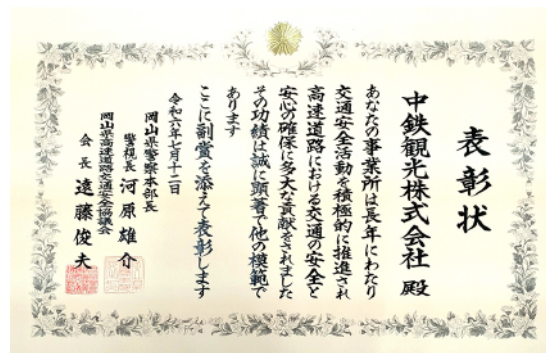 表彰状
中鉄観光株式会社 殿
あなたの事業所は長年にわたり
交通安全活動を積極的に推進され
高速道路における交通の安全と
安心の確保に多大な貢献をされました
その功績は誠に顕著で他の模範で
あります
ここに副賞を添えて表彰します
令和六年七月十二日
岡山県警察本部長
警視長 河原雄介
岡山県高速道路交通安全協議会
会長 遠藤俊夫